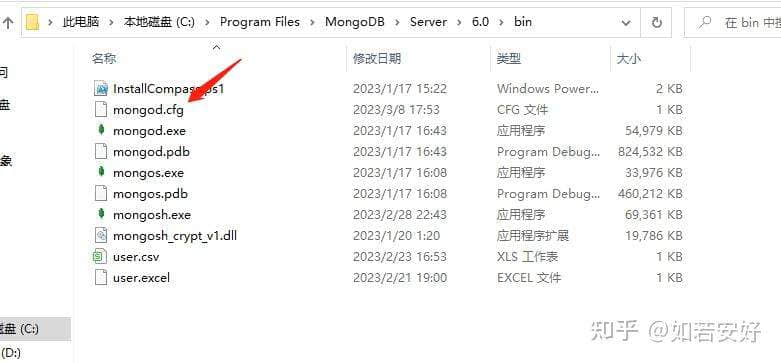 此电脑 › 本地磁盘 (C:) › Program Files › MongoDB › Server › 6.0 › bin 在 bin 中搜
名称 修改日期 类型 大小
InstallCompass.ps1 2023/1/17 15:22 Windows Power... 2 KB
mongod.cfg 2023/3/8 17:53 CFG 文件 1 KB
mongod.exe 2023/1/17 16:43 应用程序 54,979 KB
mongod.pdb 2023/1/17 16:43 Program Debug... 824,532 KB
mongos.exe 2023/1/17 16:08 应用程序 33,976 KB
mongos.pdb 2023/1/17 16:08 Program Debug... 460,212 KB
mongosh.exe 2023/2/28 22:43 应用程序 69,361 KB
mongosh_crypt_v1.dll 2023/1/20 1:20 应用程序扩展 19,786 KB
user.csv 2023/2/23 16:53 XLS 工作表 1 KB
user.excel 2023/2/21 19:00 EXCEL 文件 1 KB
问
盘
象
盘 (C:)
(D:)
知乎 @如若安好